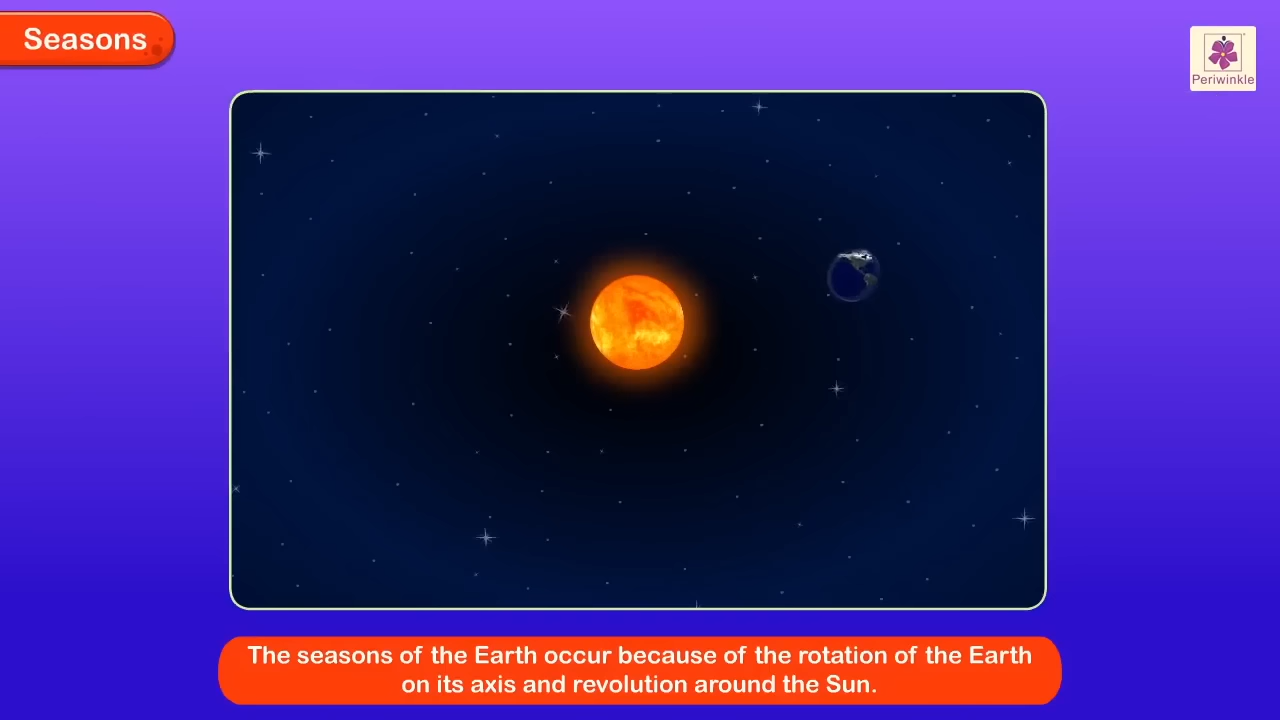 Seasons
Periwinkle
The seasons of the Earth occur because of the rotation of the Earth
on its axis and revolution around the Sun.